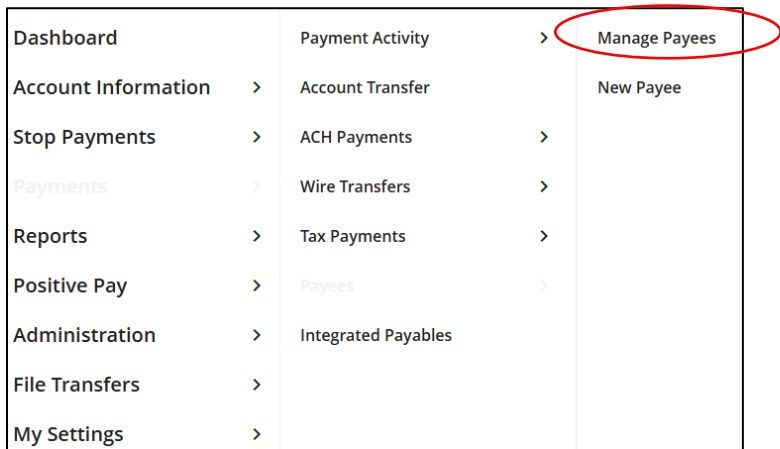 Dashboard
Account Information
Stop Payments
Payments
Reports
Positive Pay
Administration
File Transfers
My Settings
Payment Activity
Account Transfer
ACH Payments
Wire Transfers
Tax Payments
Payees
Integrated Payables
Manage Payees
New Payee